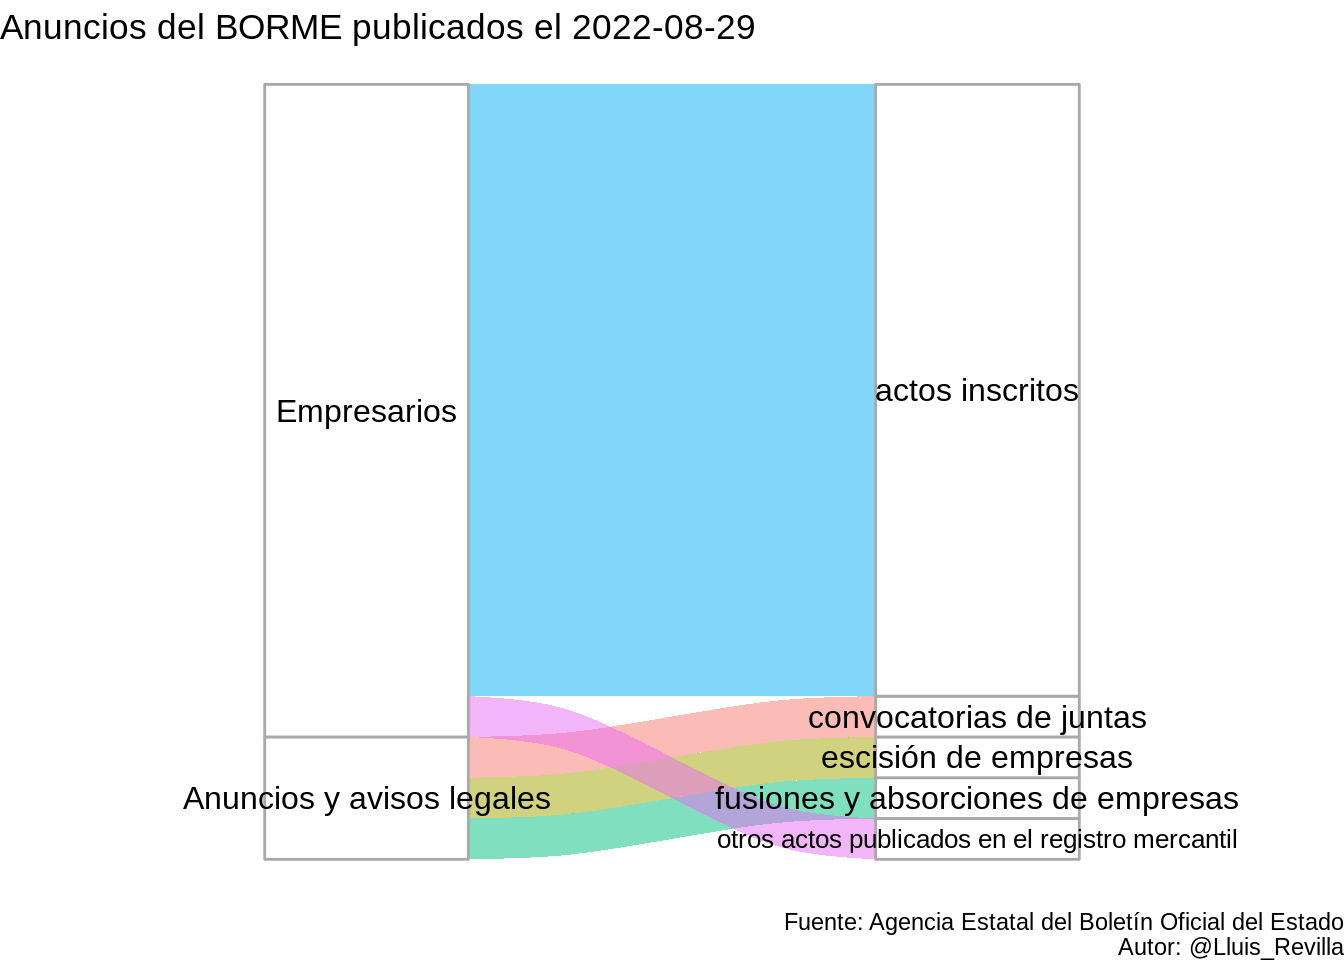 Anuncios del BORME publicados el 2022-08-29
Empresarios
actos inscritos
convocatorias de juntas
escisión de empresas
Anuncios y avisos legales
fusiones y absorciones de empresas
otros actos publicados en el registro mercantil
Fuente: Agencia Estatal del Boletín Oficial del Estado
Autor: @Lluis_Revilla